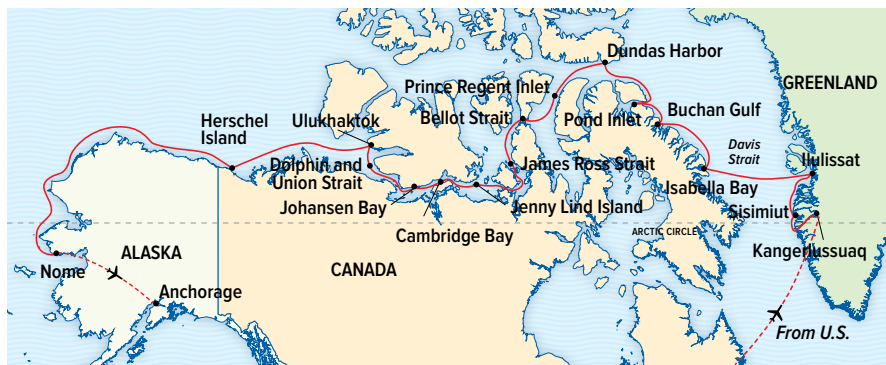 Dundas Harbor
GREENLAND
Prince Regent Inlet
Herschel
Island
Ulukhaktok
Bellot Strait
Pond Inlet
Buchan Gulf
Davis
Strait
Ilulissat
Dolphin and
Union Strait
James Ross Strait
Isabella Bay
Johansen Bay
Jenny Lind Island
Sisimiut
Cambridge Bay
ARCTIC CIRCLE
Kangerlussuaq
ALASKA
Nome
CANADA
Anchorage
From U.S.